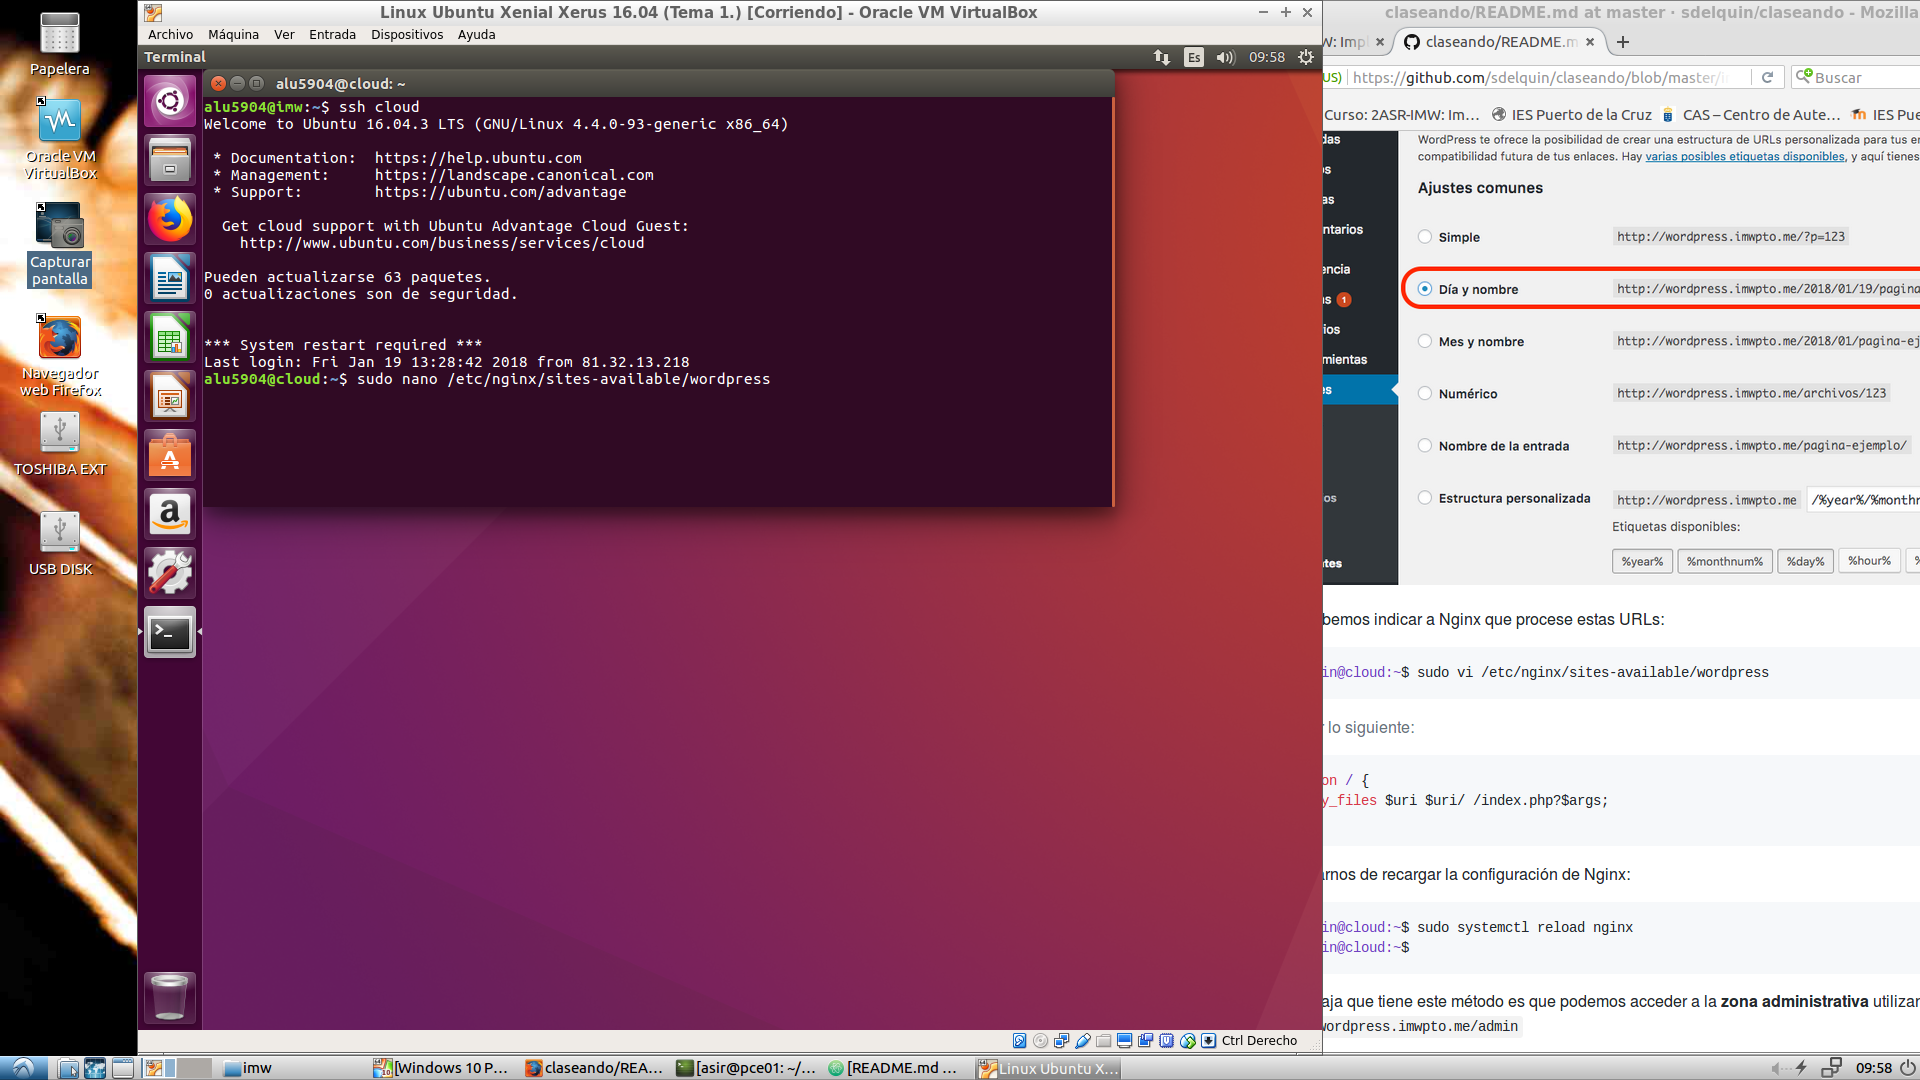 Papelera
Oracle VM
VirtualBox
Capturar
pantalla
Navegador
web Firefox
TOSHIBA EXT
USB DISK
Linux Ubuntu Xenial Xerus 16.04 (Tema 1.) [Corriendo] - Oracle VM VirtualBox
Archivo Máquina Ver Entrada Dispositivos Ayuda
Terminal
Es
09:58
alu5904@cloud: ~
alu5904@imw:~$ ssh cloud
Welcome to Ubuntu 16.04.3 LTS (GNU/Linux 4.4.0-93-generic x86_64)
* Documentation: https://help.ubuntu.com
* Management: https://landscape.canonical.com
* Support: https://ubuntu.com/advantage
Get cloud support with Ubuntu Advantage Cloud Guest:
http://www.ubuntu.com/business/services/cloud
Pueden actualizarse 63 paquetes.
0 actualizaciones son de seguridad.
*** System restart required ***
Last login: Fri Jan 19 13:28:42 2018 from 81.32.13.218
alu5904@cloud:~$ sudo nano /etc/nginx/sites-available/wordpress
Ctrl Derecho
claseando/README.md at master · sdelquin/claseando - Mozilla
W: Imp
claseando/README.m
US) https://github.com/sdelquin/claseando/blob/master/i
Buscar
Curso: 2ASR-IMW: Im... IES Puerto de la Cruz CAS – Centro de Aute... IES Pue
das
s
as
ntarios
encia
as 1
ios
mientas
es
os
tes
WordPress te ofrece la posibilidad de crear una estructura de URLs personalizada para tus en
compatibilidad futura de tus enlaces. Hay varias posibles etiquetas disponibles, y aquí tienes
Ajustes comunes
Simple http://wordpress.imwpto.me/?p=123
Día y nombre http://wordpress.imwpto.me/2018/01/19/pagina
Mes y nombre http://wordpress.imwpto.me/2018/01/pagina-ej
Numérico http://wordpress.imwpto.me/archivos/123
Nombre de la entrada http://wordpress.imwpto.me/pagina-ejemplo/
Estructura personalizada http://wordpress.imwpto.me /%year%/%monthn
Etiquetas disponibles:
%year% %monthnum% %day% %hour% %
bemos indicar a Nginx que procese estas URLs:
in@cloud:~$ sudo vi /etc/nginx/sites-available/wordpress
lo siguiente:
on / {
y_files $uri $uri/ /index.php?$args;
arnos de recargar la configuración de Nginx:
in@cloud:~$ sudo systemctl reload nginx
in@cloud:~$
aja que tiene este método es que podemos acceder a la zona administrativa utilizar
wordpress.imwpto.me/admin
imw
[Windows 10 P...
claseando/REA...
[asir@pce01: ~/...
[README.md ...
Linux Ubuntu X...
09:58